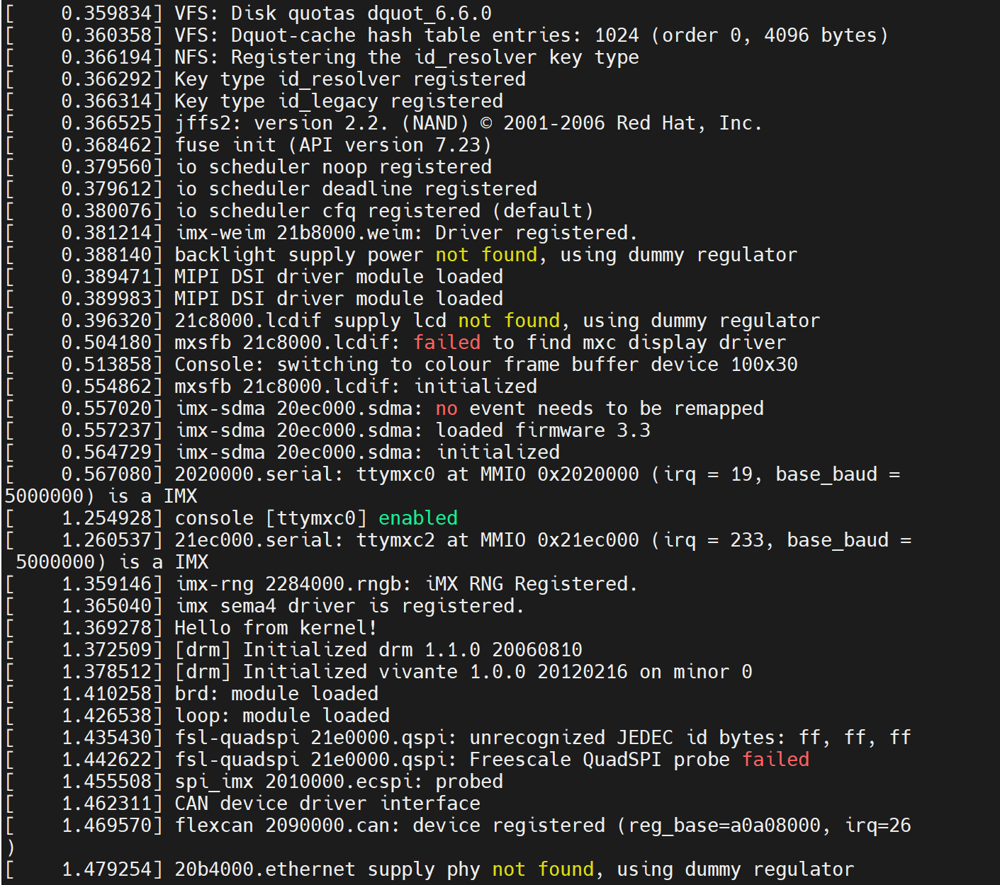 [    0.359834] VFS: Disk quotas dquot_6.6.0
[    0.360358] VFS: Dquot-cache hash table entries: 1024 (order 0, 4096 bytes)
[    0.366194] NFS: Registering the id_resolver key type
[    0.366292] Key type id_resolver registered
[    0.366314] Key type id_legacy registered
[    0.366525] jffs2: version 2.2. (NAND) © 2001-2006 Red Hat, Inc.
[    0.368462] fuse init (API version 7.23)
[    0.379560] io scheduler noop registered
[    0.379612] io scheduler deadline registered
[    0.380076] io scheduler cfq registered (default)
[    0.381214] imx-weim 21b8000.weim: Driver registered.
[    0.388140] backlight supply power not found, using dummy regulator
[    0.389471] MIPI DSI driver module loaded
[    0.389983] MIPI DSI driver module loaded
[    0.396320] 21c8000.lcdif supply lcd not found, using dummy regulator
[    0.504180] mxsfb 21c8000.lcdif: failed to find mxc display driver
[    0.513858] Console: switching to colour frame buffer device 100x30
[    0.554862] mxsfb 21c8000.lcdif: initialized
[    0.557020] imx-sdma 20ec000.sdma: no event needs to be remapped
[    0.557237] imx-sdma 20ec000.sdma: loaded firmware 3.3
[    0.564729] imx-sdma 20ec000.sdma: initialized
[    0.567080] 2020000.serial: ttymxc0 at MMIO 0x2020000 (irq = 19, base_baud =
5000000) is a IMX
[    1.254928] console [ttymxc0] enabled
[    1.260537] 21ec000.serial: ttymxc2 at MMIO 0x21ec000 (irq = 233, base_baud =
 5000000) is a IMX
[    1.359146] imx-rng 2284000.rngb: iMX RNG Registered.
[    1.365040] imx sema4 driver is registered.
[    1.369278] Hello from kernel!
[    1.372509] [drm] Initialized drm 1.1.0 20060810
[    1.378512] [drm] Initialized vivante 1.0.0 20120216 on minor 0
[    1.410258] brd: module loaded
[    1.426538] loop: module loaded
[    1.435430] fsl-quadspi 21e0000.qspi: unrecognized JEDEC id bytes: ff, ff, ff
[    1.442622] fsl-quadspi 21e0000.qspi: Freescale QuadSPI probe failed
[    1.455508] spi_imx 2010000.ecspi: probed
[    1.462311] CAN device driver interface
[    1.469570] flexcan 2090000.can: device registered (reg_base=a0a08000, irq=26
)
[    1.479254] 20b4000.ethernet supply phy not found, using dummy regulator